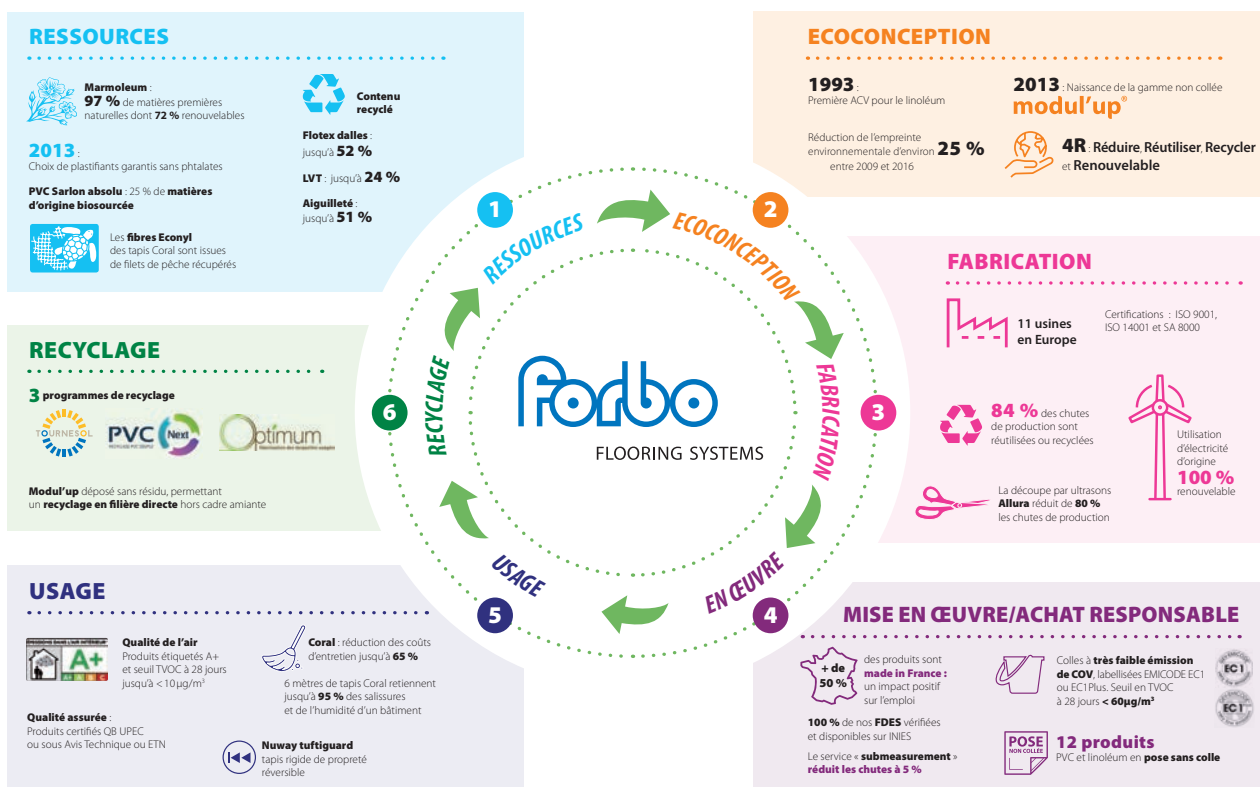 RESSOURCES
Marmoleum :
97 % de matières premières
naturelles dont 72 % renouvelables
2013 :
Choix de plastifiants garantis sans phtalates
PVC Sarlon absolu : 25 % de matières
d'origine biosourcée
Les fibres Econyl
des tapis Coral sont issues
de filets de pêche récupérés
Contenu
recyclé
Flotex dalles :
jusqu'à 52 %
LVT : jusqu'à 24 %
Aiguilleté :
jusqu'à 51 %
ECOCONCEPTION
1993 :
Première ACV pour le linoléum
Réduction de l'empreinte
environnementale d'environ 25 %
entre 2009 et 2016
2013 : Naissance de la gamme non collée
modul'up®
4R : Réduire, Réutiliser, Recycler
et Renouvelable
FABRICATION
11 usines
en Europe
Certifications : ISO 9001,
ISO 14001 et SA 8000
84 % des chutes
de production sont
réutilisées ou recyclées
Utilisation
d'électricité
d'origine
100 %
renouvelable
La découpe par ultrasons
Allura réduit de 80 %
les chutes de production
MISE EN ŒUVRE/ACHAT RESPONSABLE
+ de
50 %
des produits sont
made in France :
un impact positif
sur l'emploi
100 % de nos FDES vérifiées
et disponibles sur INIES
Le service « submeasurement »
réduit les chutes à 5 %
Colles à très faible émission
de COV, labellisées EMICODE EC1
ou EC1 Plus. Seuil en TVOC
à 28 jours < 60µg/m³
EC1
EC1
POSE
NON COLLÉE
12 produits
PVC et linoléum en pose sans colle
USAGE
A+
Qualité de l'air
Produits étiquetés A+
et seuil TVOC à 28 jours
jusqu'à < 10µg/m³
Qualité assurée :
Produits certifiés QB UPEC
ou sous Avis Technique ou ETN
Coral : réduction des coûts
d'entretien jusqu'à 65 %
6 mètres de tapis Coral retiennent
jusqu'à 95 % des salissures
et de l'humidité d'un bâtiment
Nuway tuftiguard
tapis rigide de propreté
réversible
RECYCLAGE
3 programmes de recyclage
TOURNESOL
PVC Next
Optimum
Modul'up déposé sans résidu, permettant
un recyclage en filière directe hors cadre amiante
1
RESSOURCES
2
ECOCONCEPTION
3
FABRICATION
4
EN ŒUVRE
5
USAGE
6
RECYCLAGE
forbo
FLOORING SYSTEMS